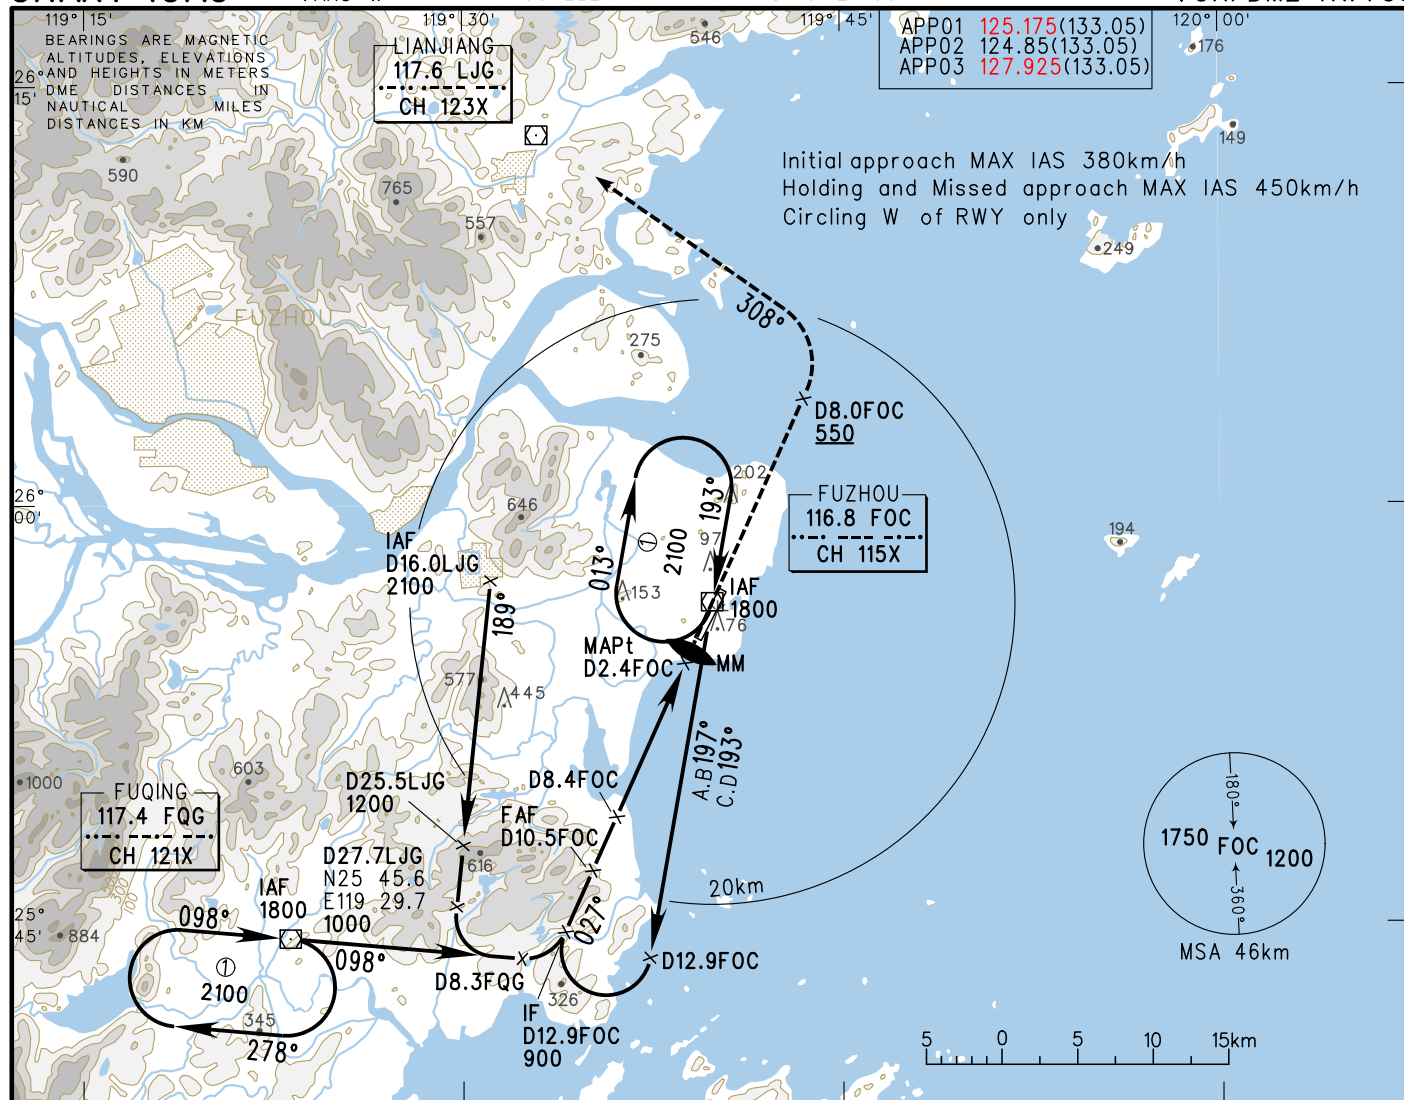 119° 15'
119° 30'
119° 45'
120° 00'
BEARINGS ARE MAGNETIC
ALTITUDES, ELEVATIONS
AND HEIGHTS IN METERS
DME DISTANCES IN
NAUTICAL MILES
DISTANCES IN KM
26°
15'
LIANJIANG
117.6 LJG
CH 123X
546
APP01 125.175(133.05)
APP02 124.85(133.05)
APP03 127.925(133.05)
176
149
Initial approach MAX IAS 380km/h
Holding and Missed approach MAX IAS 450km/h
Circling W of RWY only
590
765
557
249
FUZHOU
308°
275
D8.0FOC
550
202
26°
00'
646
193°
FUZHOU
116.8 FOC
CH 115X
194
IAF
D16.0LJG
2100
013°
①
2100
97
153
IAF
1800
76
189°
MAPt
D2.4FOC
MM
577
445
A.B197°
C.D193°
1000
603
D25.5LJG
1200
D8.4FOC
FUQING
117.4 FQG
CH 121X
FAF
D10.5FOC
616
D27.7LJG
N25 45.6
E119 29.7
1000
180°
1750 FOC 1200
360°
MSA 46km
20km
IAF
1800
25°
45'
884
098°
098°
027°
①
2100
D8.3FQG
D12.9FOC
326
345
278°
IF
D12.9FOC
900
5 0 5 10 15km